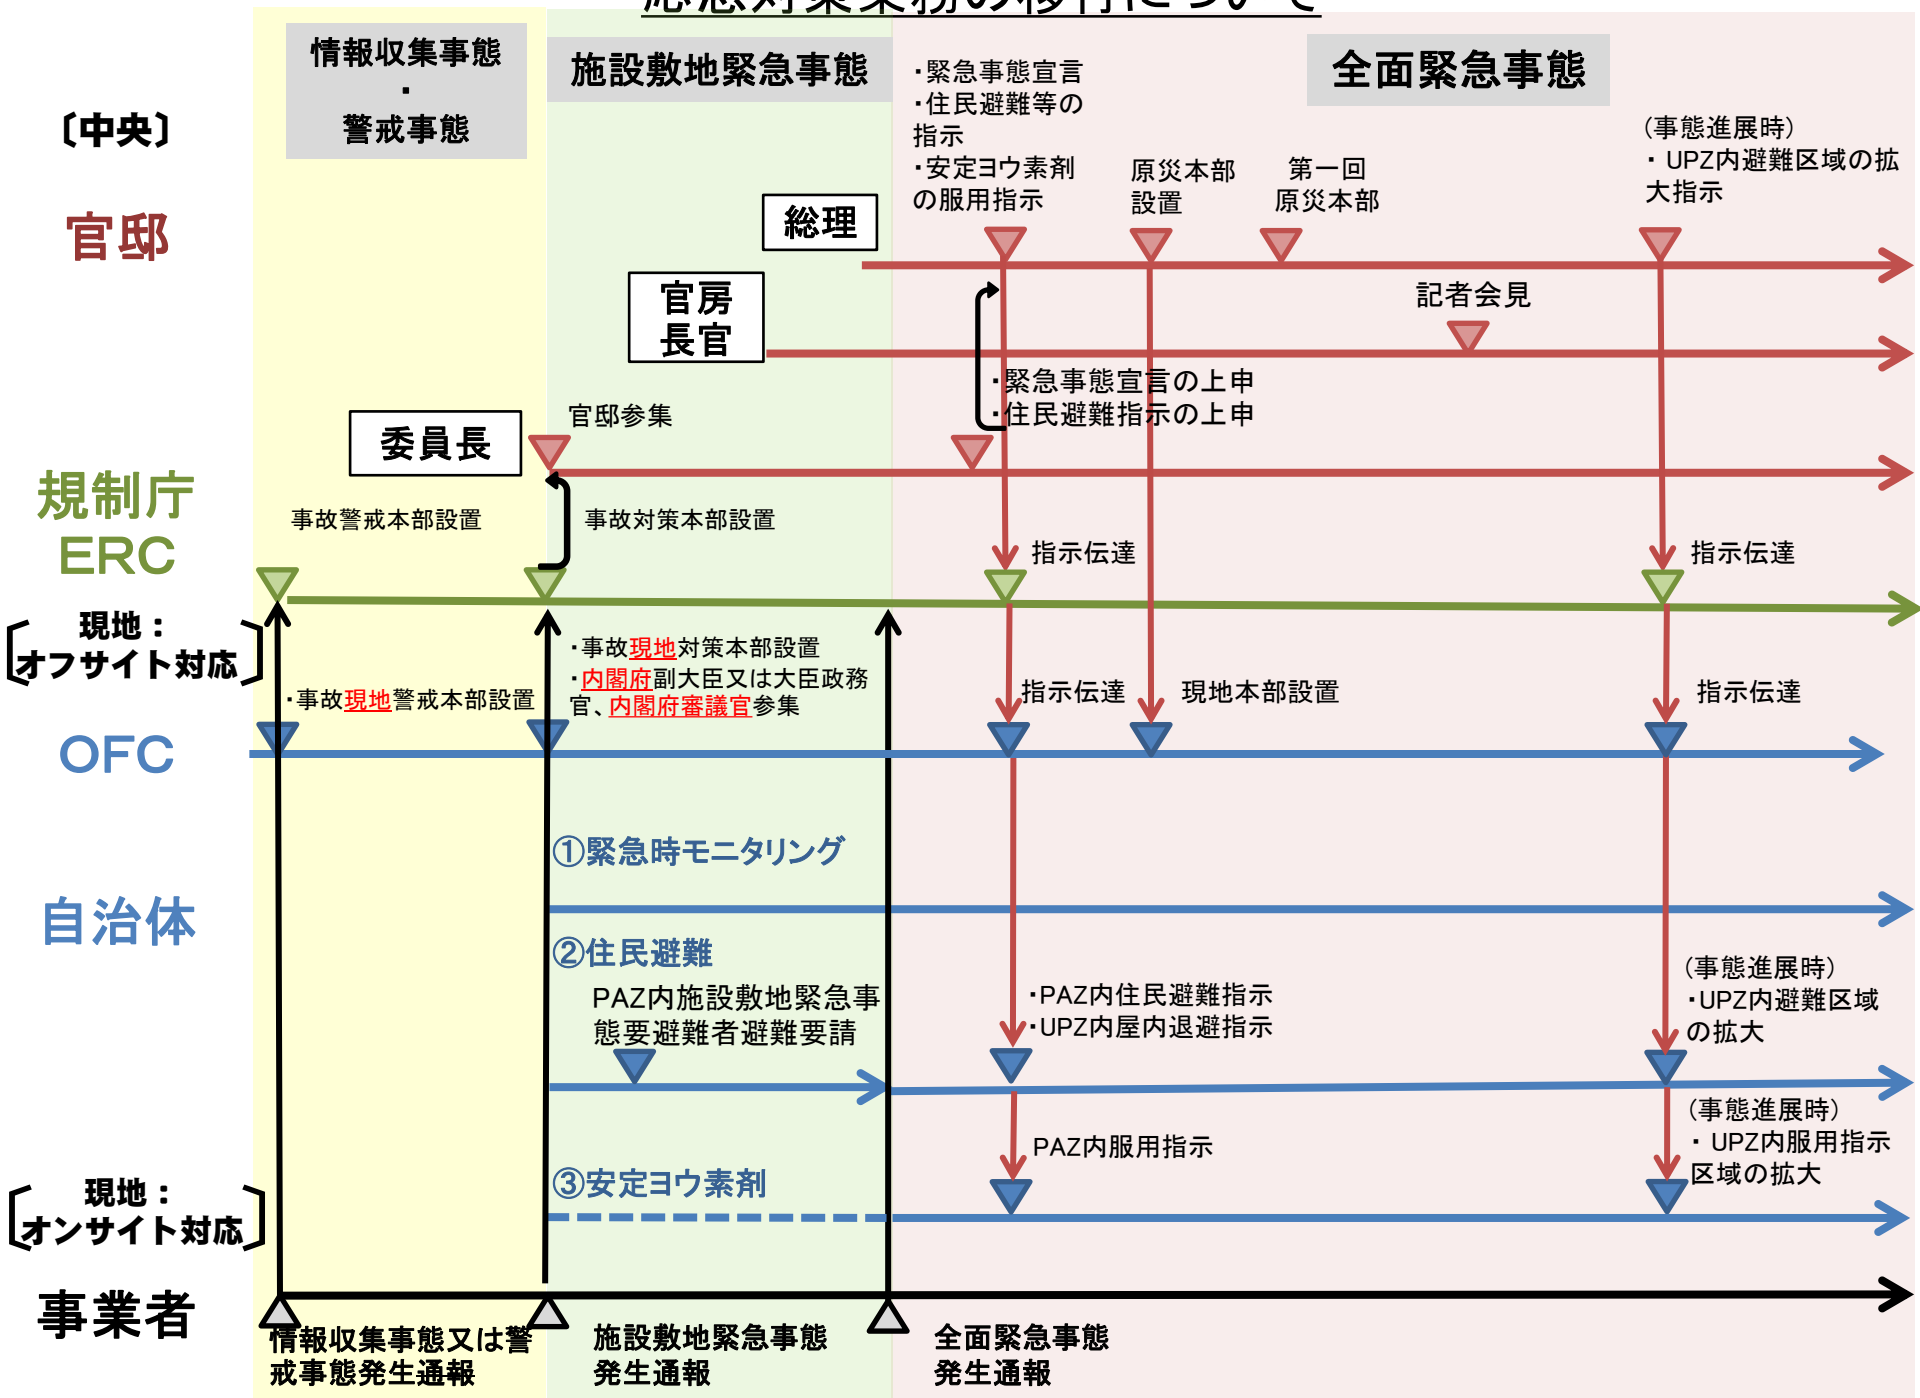 応急対策業務の移行について
情報収集事態
・
警戒事態
施設敷地緊急事態
全面緊急事態
〔中央〕
官邸
規制庁
ERC
現地：
オフサイト対応
OFC
自治体
現地：
オンサイト対応
事業者
総理
官房
長官
委員長
・緊急事態宣言
・住民避難等の
指示
・安定ヨウ素剤
の服用指示
原災本部
設置
第一回
原災本部
(事態進展時)
・ UPZ内避難区域の拡
大指示
記者会見
・緊急事態宣言の上申
・住民避難指示の上申
官邸参集
事故警戒本部設置
事故対策本部設置
指示伝達
指示伝達
・事故現地警戒本部設置
・事故現地対策本部設置
・内閣府副大臣又は大臣政務
官、内閣府審議官参集
指示伝達
現地本部設置
指示伝達
①緊急時モニタリング
②住民避難
PAZ内施設敷地緊急事
態要避難者避難要請
・PAZ内住民避難指示
・UPZ内屋内退避指示
(事態進展時)
・UPZ内避難区域
の拡大
③安定ヨウ素剤
PAZ内服用指示
(事態進展時)
・ UPZ内服用指示
区域の拡大
情報収集事態又は警
戒事態発生通報
施設敷地緊急事態
発生通報
全面緊急事態
発生通報